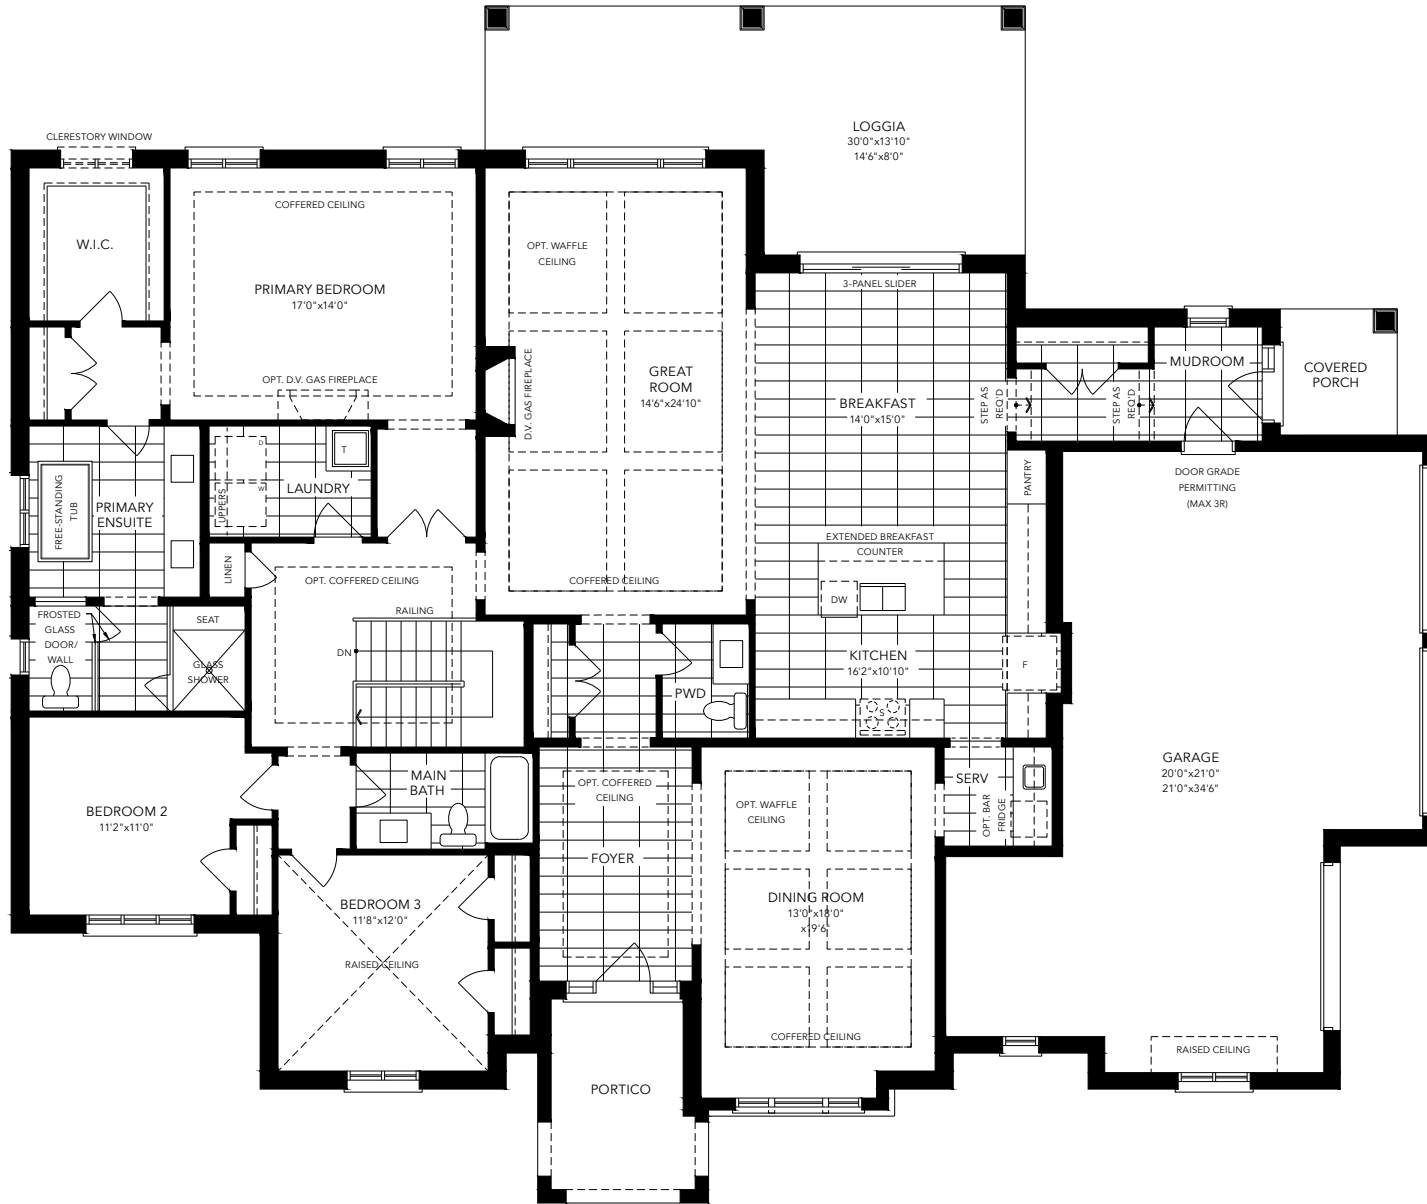 LOGGIA
30'0"x13'10"
14'6"x8'0"
CLERESTORY WINDOW
W.I.C.
COFFERED CEILING
PRIMARY BEDROOM
17'0"x14'0"
OPT. D.V. GAS FIREPLACE
OPT. WAFFLE
CEILING
GREAT
ROOM
14'6"x24'10"
D.V. GAS FIREPLACE
COFFERED CEILING
3-PANEL SLIDER
BREAKFAST
14'0"x15'0"
STEP AS
REQ'D
STEP AS
REQ'D
MUDROOM
COVERED
PORCH
DOOR GRADE
PERMITTING
(MAX 3R)
PANTRY
FREE-STANDING
TUB
PRIMARY
ENSUITE
D
W
UPPERS
T
LAUNDRY
LINEN
OPT. COFFERED CEILING
RAILING
DN
EXTENDED BREAKFAST
COUNTER
DW
KITCHEN
16'2"x10'10"
F
S
FROSTED
GLASS
DOOR/
WALL
SEAT
GLASS
SHOWER
PWD
GARAGE
20'0"x21'0"
21'0"x34'6"
SERV
OPT. BAR
FRIDGE
MAIN
BATH
BEDROOM 2
11'2"x11'0"
OPT. COFFERED
CEILING
FOYER
OPT. WAFFLE
CEILING
DINING ROOM
13'0"x18'0"
x19'6"
COFFERED CEILING
BEDROOM 3
11'8"x12'0"
RAISED CEILING
PORTICO
RAISED CEILING